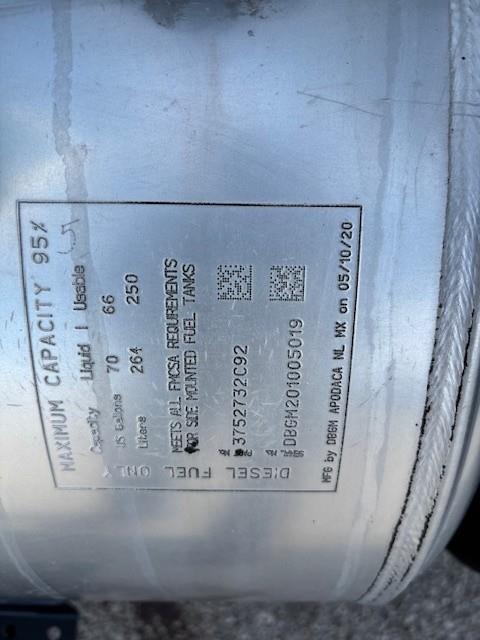 MAXIMUM CAPACITY 95%
Capacity Liquid | Usable
US Gallons 70 66
Liters 264 250
MEETS ALL FMCSA REQUIREMENTS
FOR SIDE MOUNTED FUEL TANKS
3752732C92
DBGM201005019
MFG by DBGM APODACA NL MX on 05/10/20
DIESEL FUEL ONLY